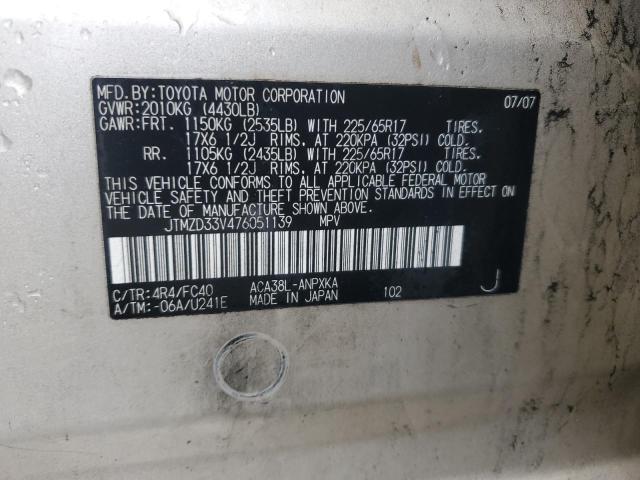 MFD. BY: TOYOTA MOTOR CORPORATION 07/07
GVWR: 2010KG (4430LB)
GAWR: FRT. 1150KG (2535LB) WITH 225/65R17 TIRES.
17X6 1/2J RIMS, AT 220KPA (32PSI) COLD.
RR. 1105KG (2435LB) WITH 225/65R17 TIRES.
17X6 1/2J RIMS, AT 220KPA (32PSI) COLD.
THIS VEHICLE CONFORMS TO ALL APPLICABLE FEDERAL MOTOR
VEHICLE SAFETY AND THEFT PREVENTION STANDARDS IN EFFECT ON
THE DATE OF MANUFACTURE SHOWN ABOVE.
JTMZD33V476051139 MPV
C/TR: 4R4/FC40 ACA38L-ANPXKA
A/TM: -06A/U241E MADE IN JAPAN 102 J